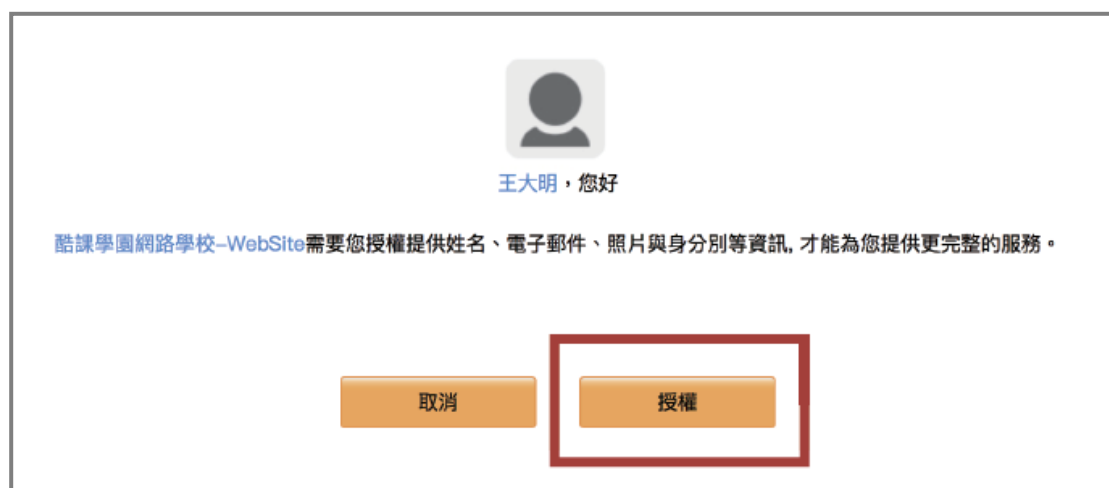 王大明，您好
酷課學園網路學校–WebSite需要您授權提供姓名、電子郵件、照片與身分別等資訊, 才能為您提供更完整的服務。
取消
授權